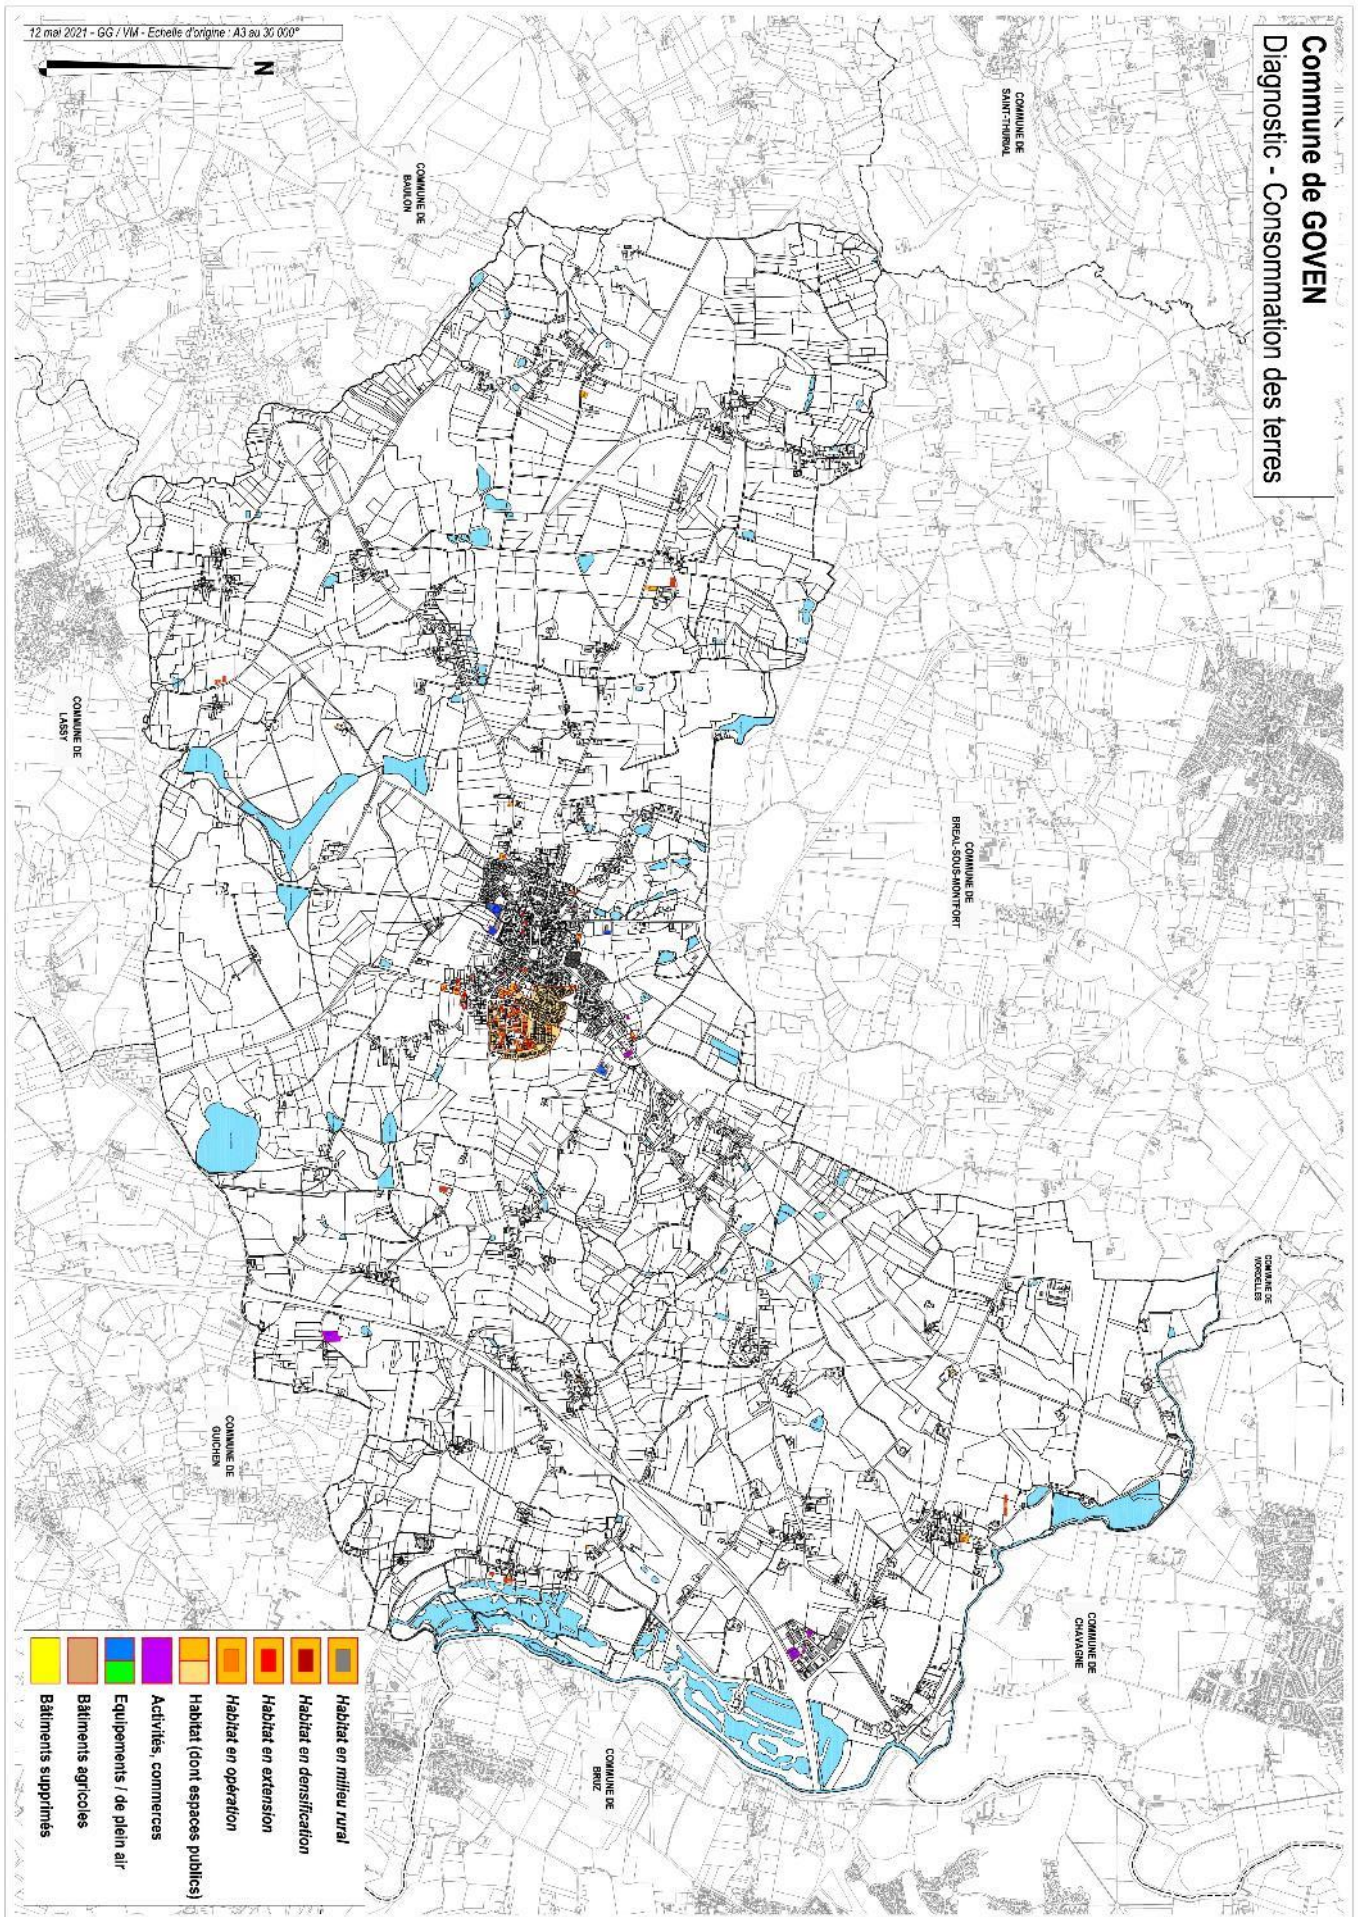 Commune de GOVEN
Diagnostic - Consommation des terres
12 mai 2021 - GG / VM - Echelle d'origine : A3 au 30 000°
N
COMMUNE DE
SAINT-THURIAL
COMMUNE DE
BAULON
COMMUNE DE
LASSY
COMMUNE DE
BREAL-SOUS-MONTFORT
COMMUNE DE
MORDELLES
COMMUNE DE
GUICHEN
COMMUNE DE
CHAVAGNE
COMMUNE DE
BRUZ
Habitat en milieu rural
Habitat en densification
Habitat en extension
Habitat en opération
Habitat (dont espaces publics)
Activités, commerces
Equipements / de plein air
Bâtiments agricoles
Bâtiments supprimés